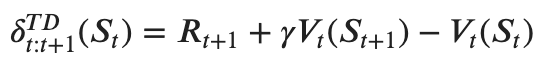 δ^{TD}_{t:t+1}(S_t) = R_{t+1} + γV_t(S_{t+1}) − V_t(S_t)